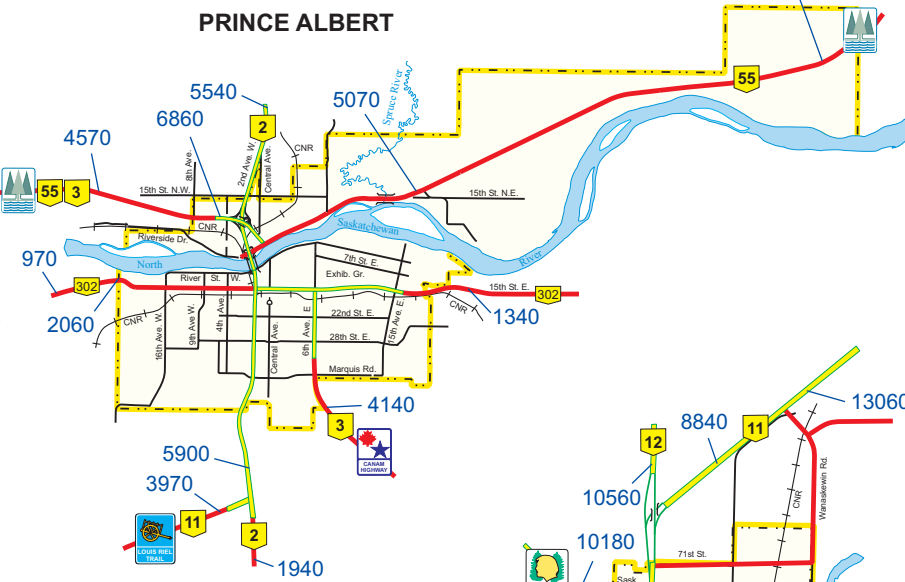 PRINCE ALBERT
55
5540
6860
5070
4570
2
Spruce River
CNR
8th Ave.
2nd Ave. W.
Central Ave.
55 3
15th St. N.W.
15th St. N.E.
CNR
Riverside Dr.
Saskatchewan
North
River
7th St. E.
Exhib. Gr.
970
302
River St. W.
15th St. E.
302
2060
CNR
CNR
1340
16th Ave. W.
9th Ave W.
4th Ave.
Central Ave.
6th Ave. E
15th Ave. E.
22nd St. E.
28th St. E.
Marquis Rd.
4140
3
CANAM
HIGHWAY
5900
3970
11
LOUIS RIEL
TRAIL
2
1940
13060
8840
11
12
10560
CNR
Wanaskewin Rd.
10180
71st St.
Sask.